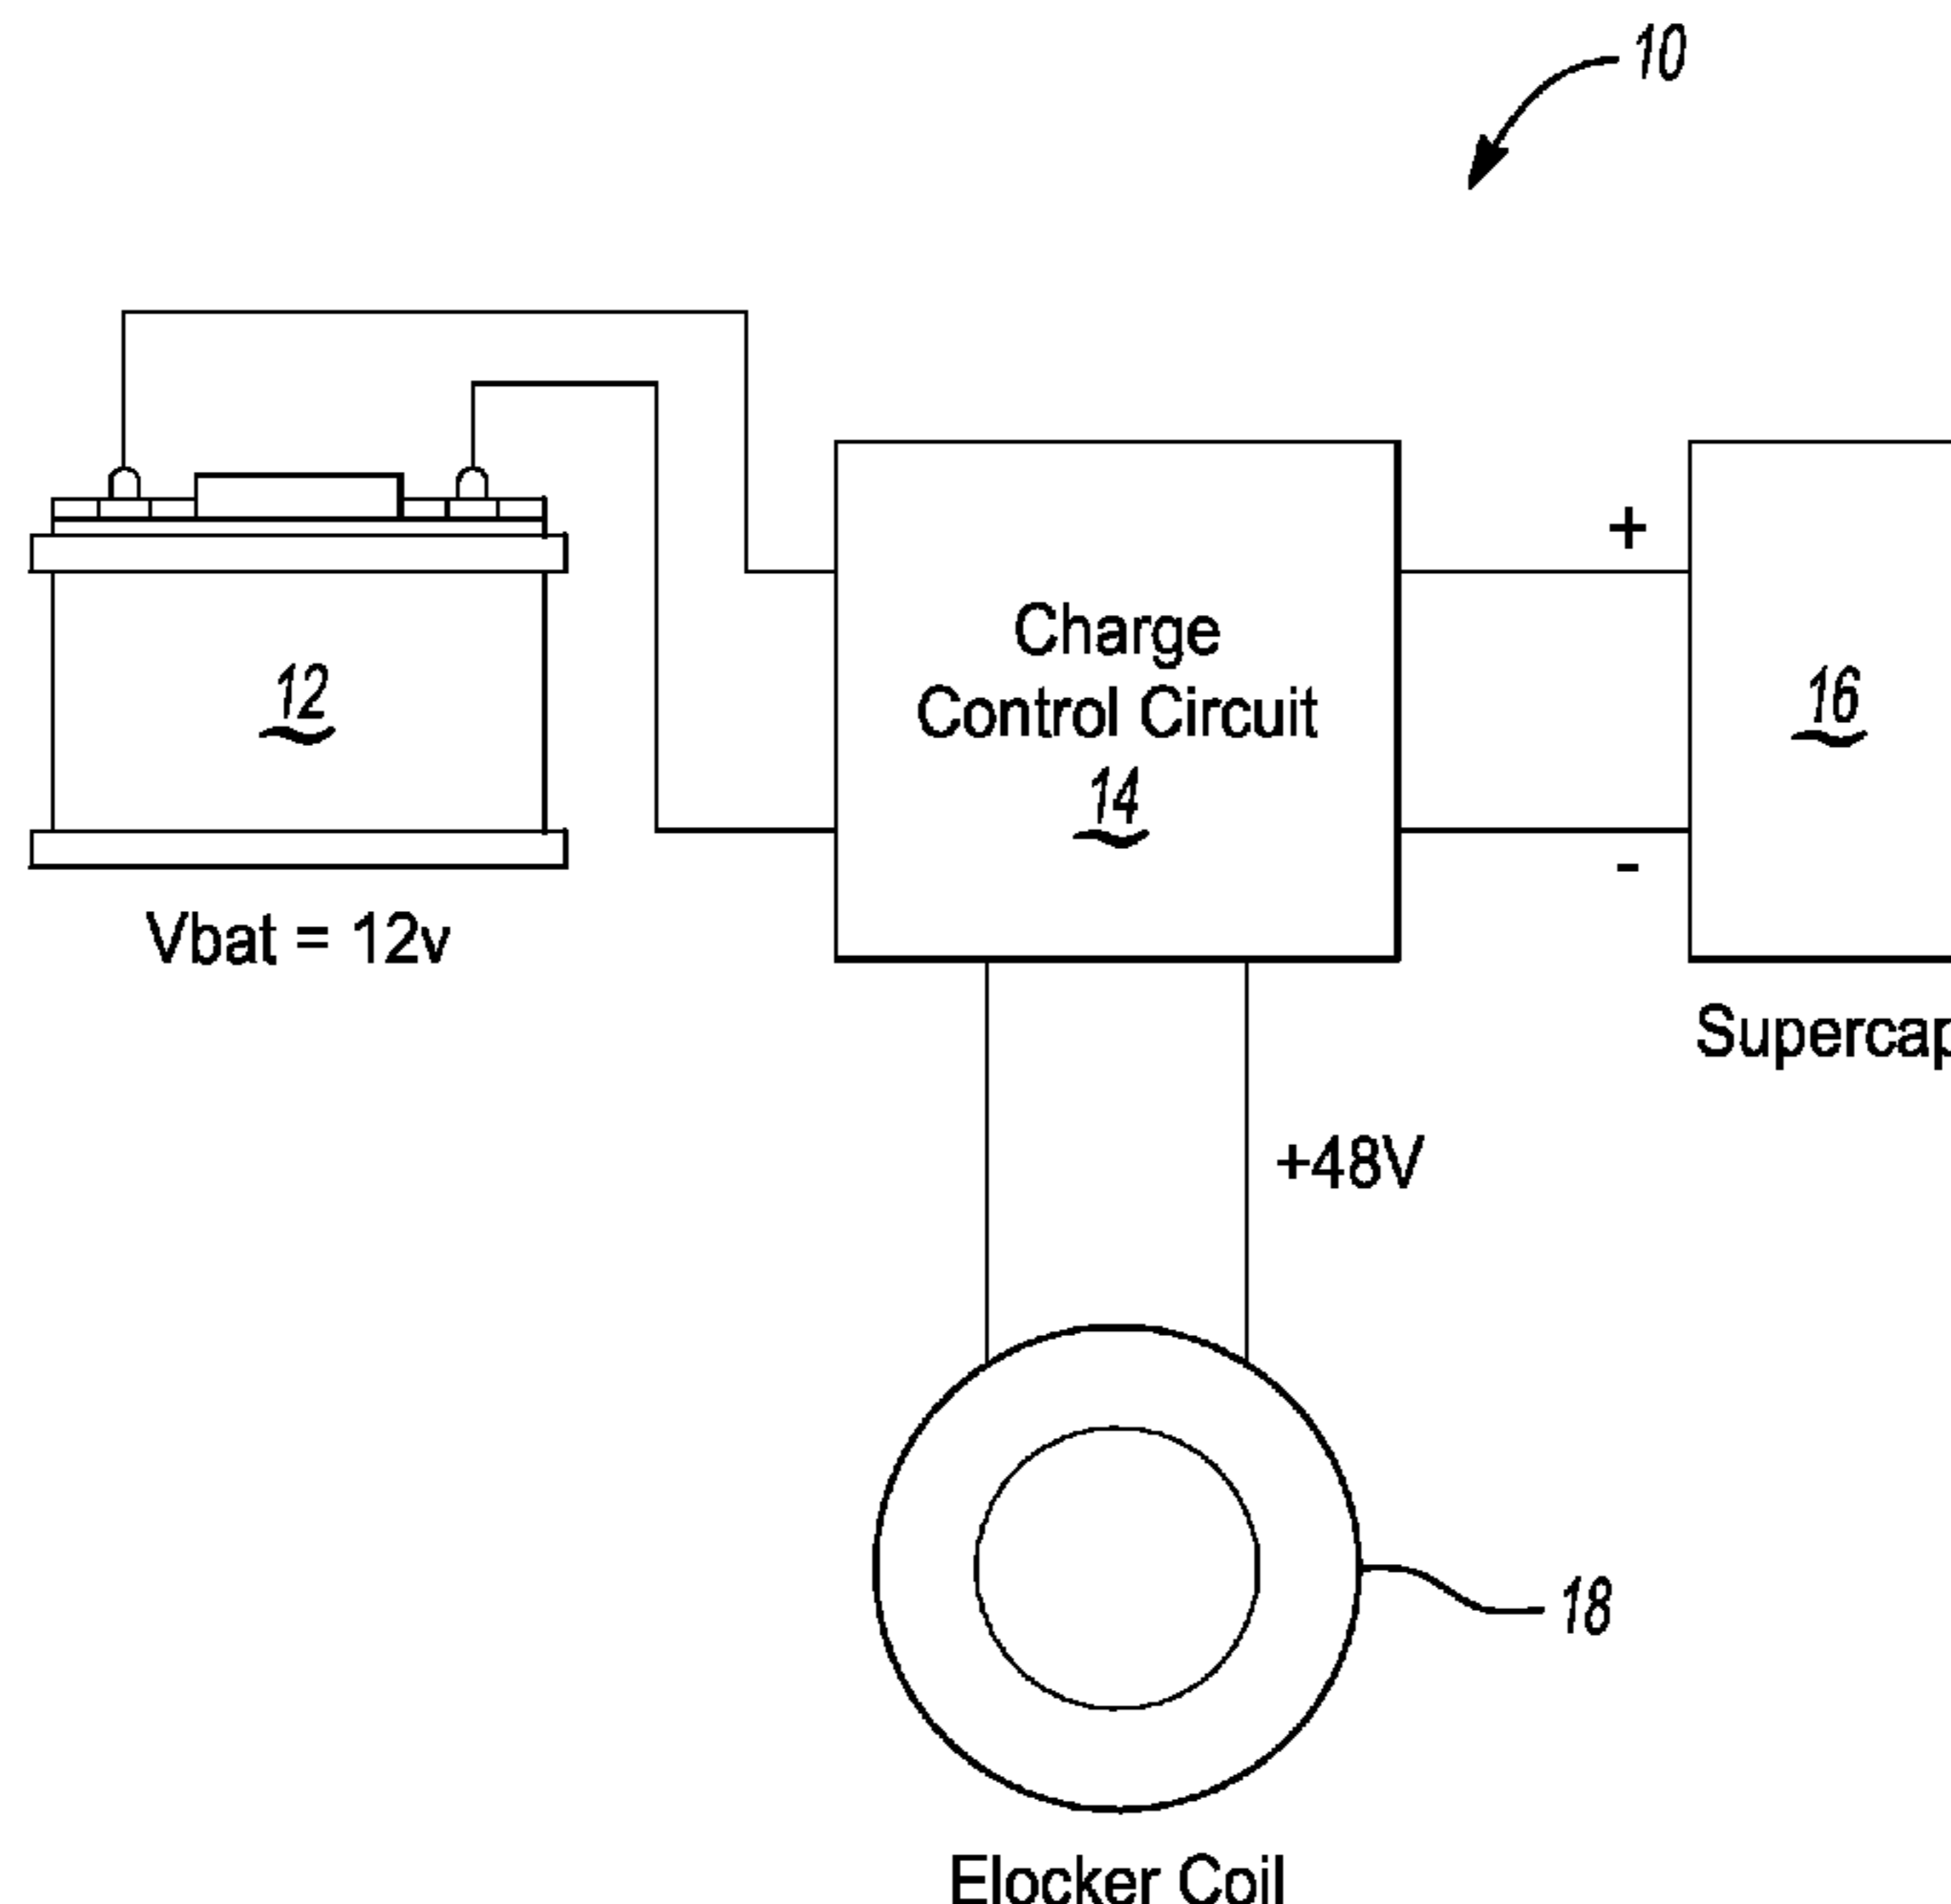 10
+
Charge
Control Circuit
12
14
16
-
Vbat = 12v
Supercap
+48V
18
Elocker Coil